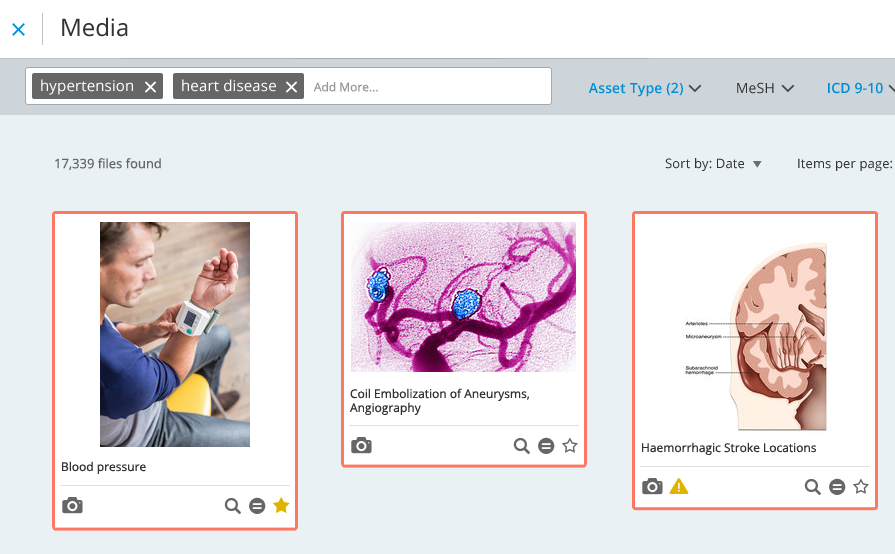 Media
hypertension
heart disease
Add More...
Asset Type (2)
MeSH
ICD 9-10
17,339 files found
Sort by: Date
Items per page:
Blood pressure
Coil Embolization of Aneurysms,
Angiography
Arterioles
Microaneurysm
Subarachnoid
hemorrhage
Haemorrhagic Stroke Locations